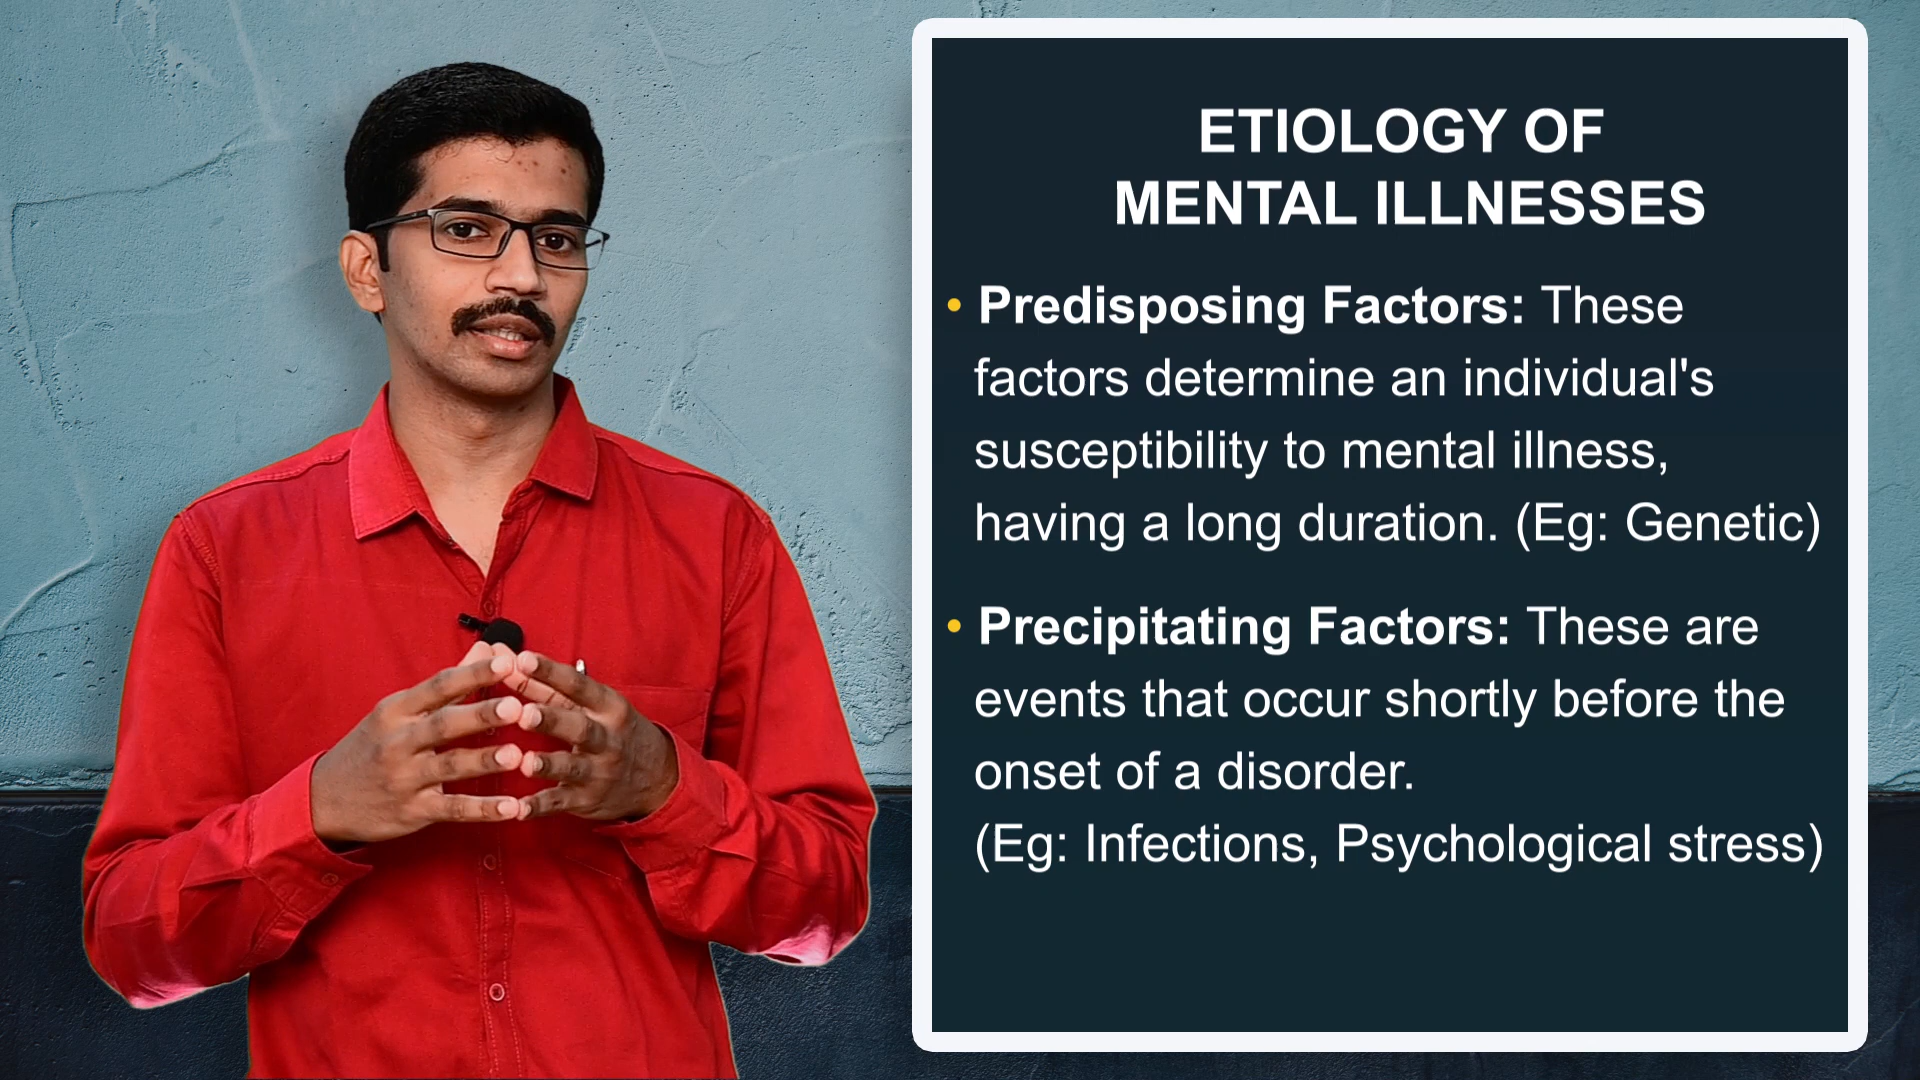 ETIOLOGY OF
MENTAL ILLNESSES
• Predisposing Factors: These
factors determine an individual's
susceptibility to mental illness,
having a long duration. (Eg: Genetic)
• Precipitating Factors: These are
events that occur shortly before the
onset of a disorder.
(Eg: Infections, Psychological stress)